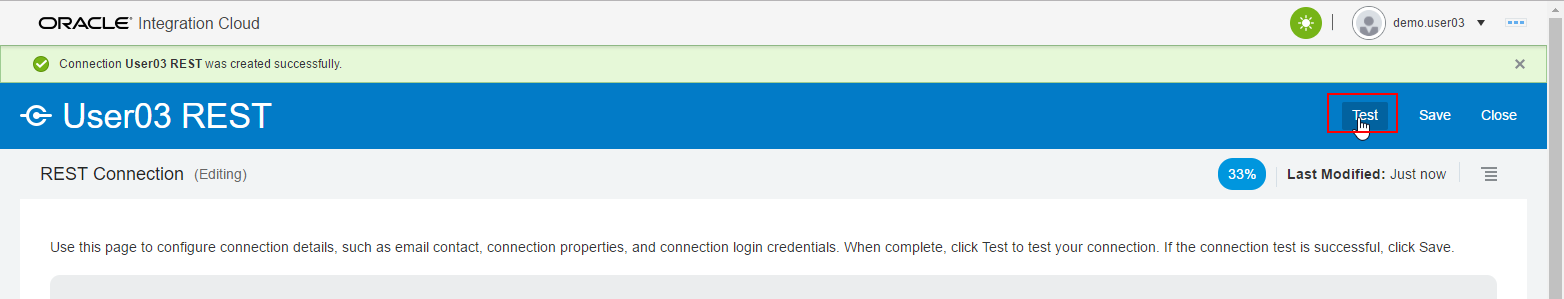 ORACLE Integration Cloud
demo.user03
Connection User03 REST was created successfully.
User03 REST
Test Save Close
REST Connection (Editing)
33% Last Modified: Just now
Use this page to configure connection details, such as email contact, connection properties, and connection login credentials. When complete, click Test to test your connection. If the connection test is successful, click Save.